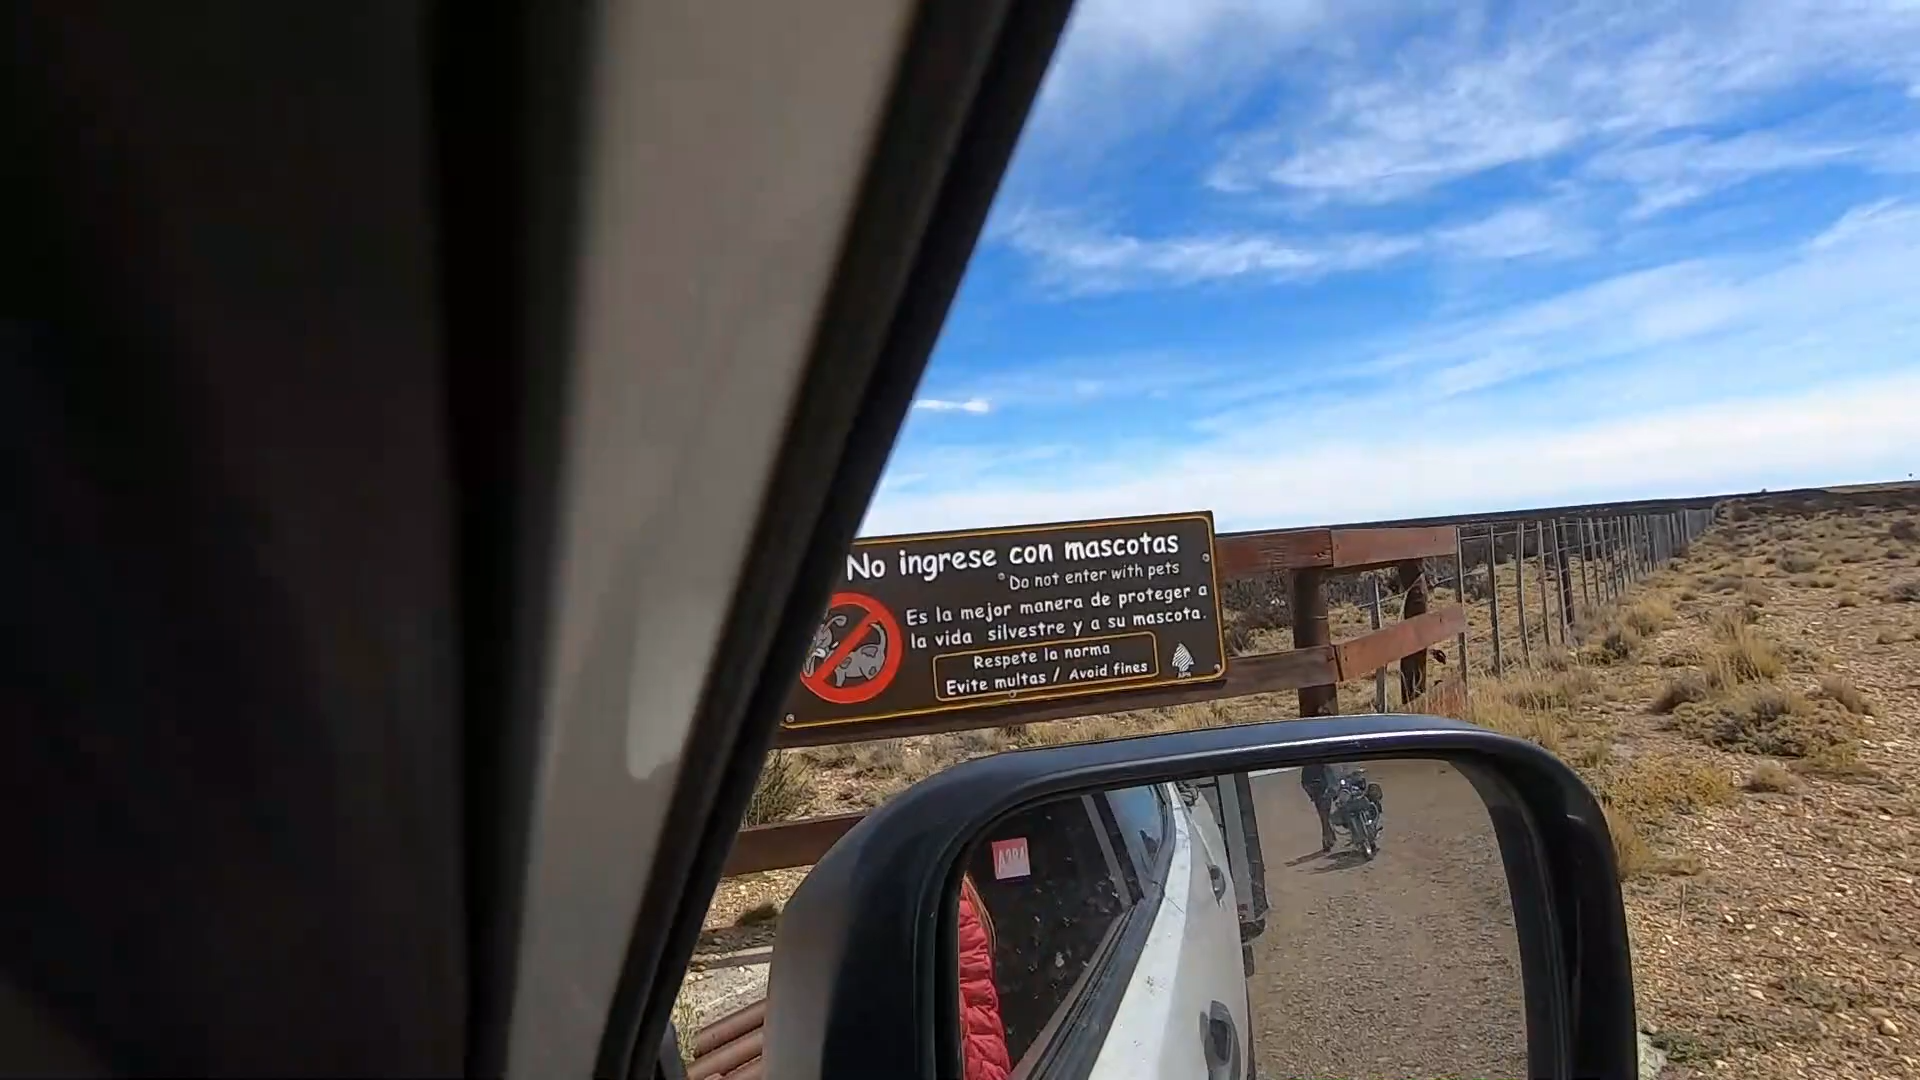 No ingrese con mascotas
Do not enter with pets
Es la mejor manera de proteger a
la vida silvestre y a su mascota.
Respete la norma
Evite multas / Avoid fines
APN